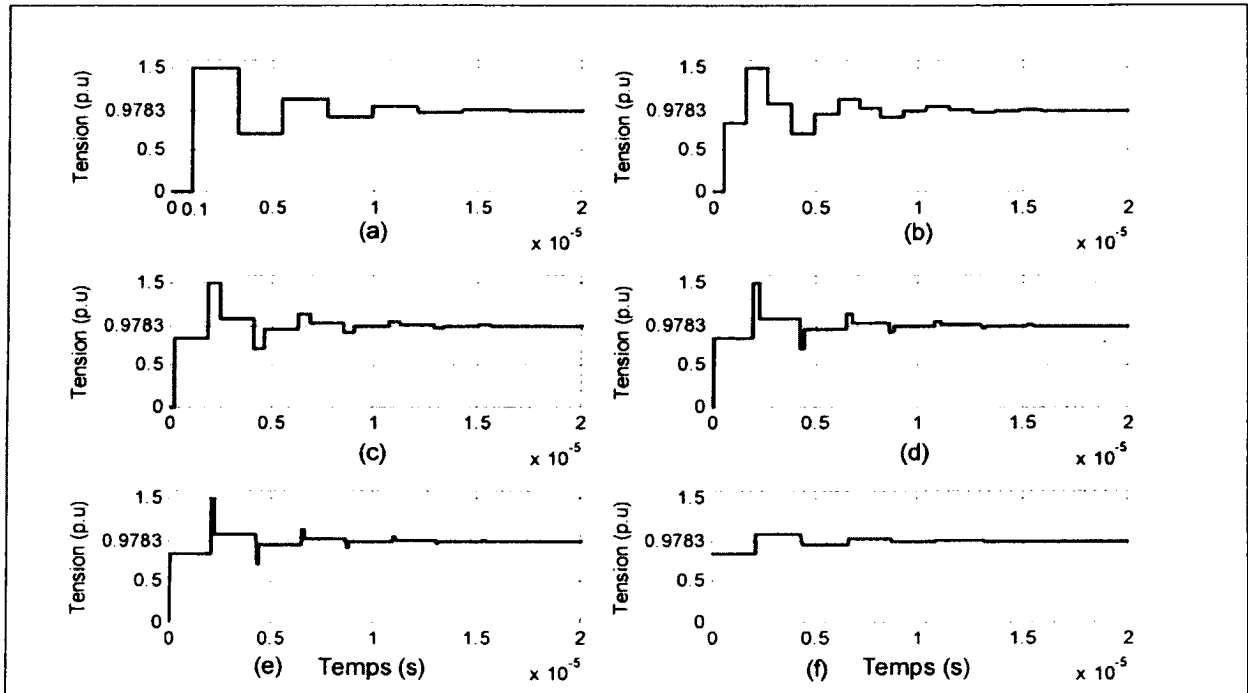 Tension (p.u)
1.5
0.9783
0.5
0
0 0.1 0.5 1 1.5 2
(a)
x 10⁻⁵
Tension (p.u)
1.5
0.9783
0.5
0
0 0.5 1 1.5 2
(b)
x 10⁻⁵
Tension (p.u)
1.5
0.9783
0.5
0
0 0.5 1 1.5 2
(c)
x 10⁻⁵
Tension (p.u)
1.5
0.9783
0.5
0
0 0.5 1 1.5 2
(d)
x 10⁻⁵
Tension (p.u)
1.5
0.9783
0.5
0
0 0.5 1 1.5 2
(e) Temps (s)
x 10⁻⁵
Tension (p.u)
1.5
0.9783
0.5
0
0 0.5 1 1.5 2
(f) Temps (s)
x 10⁻⁵